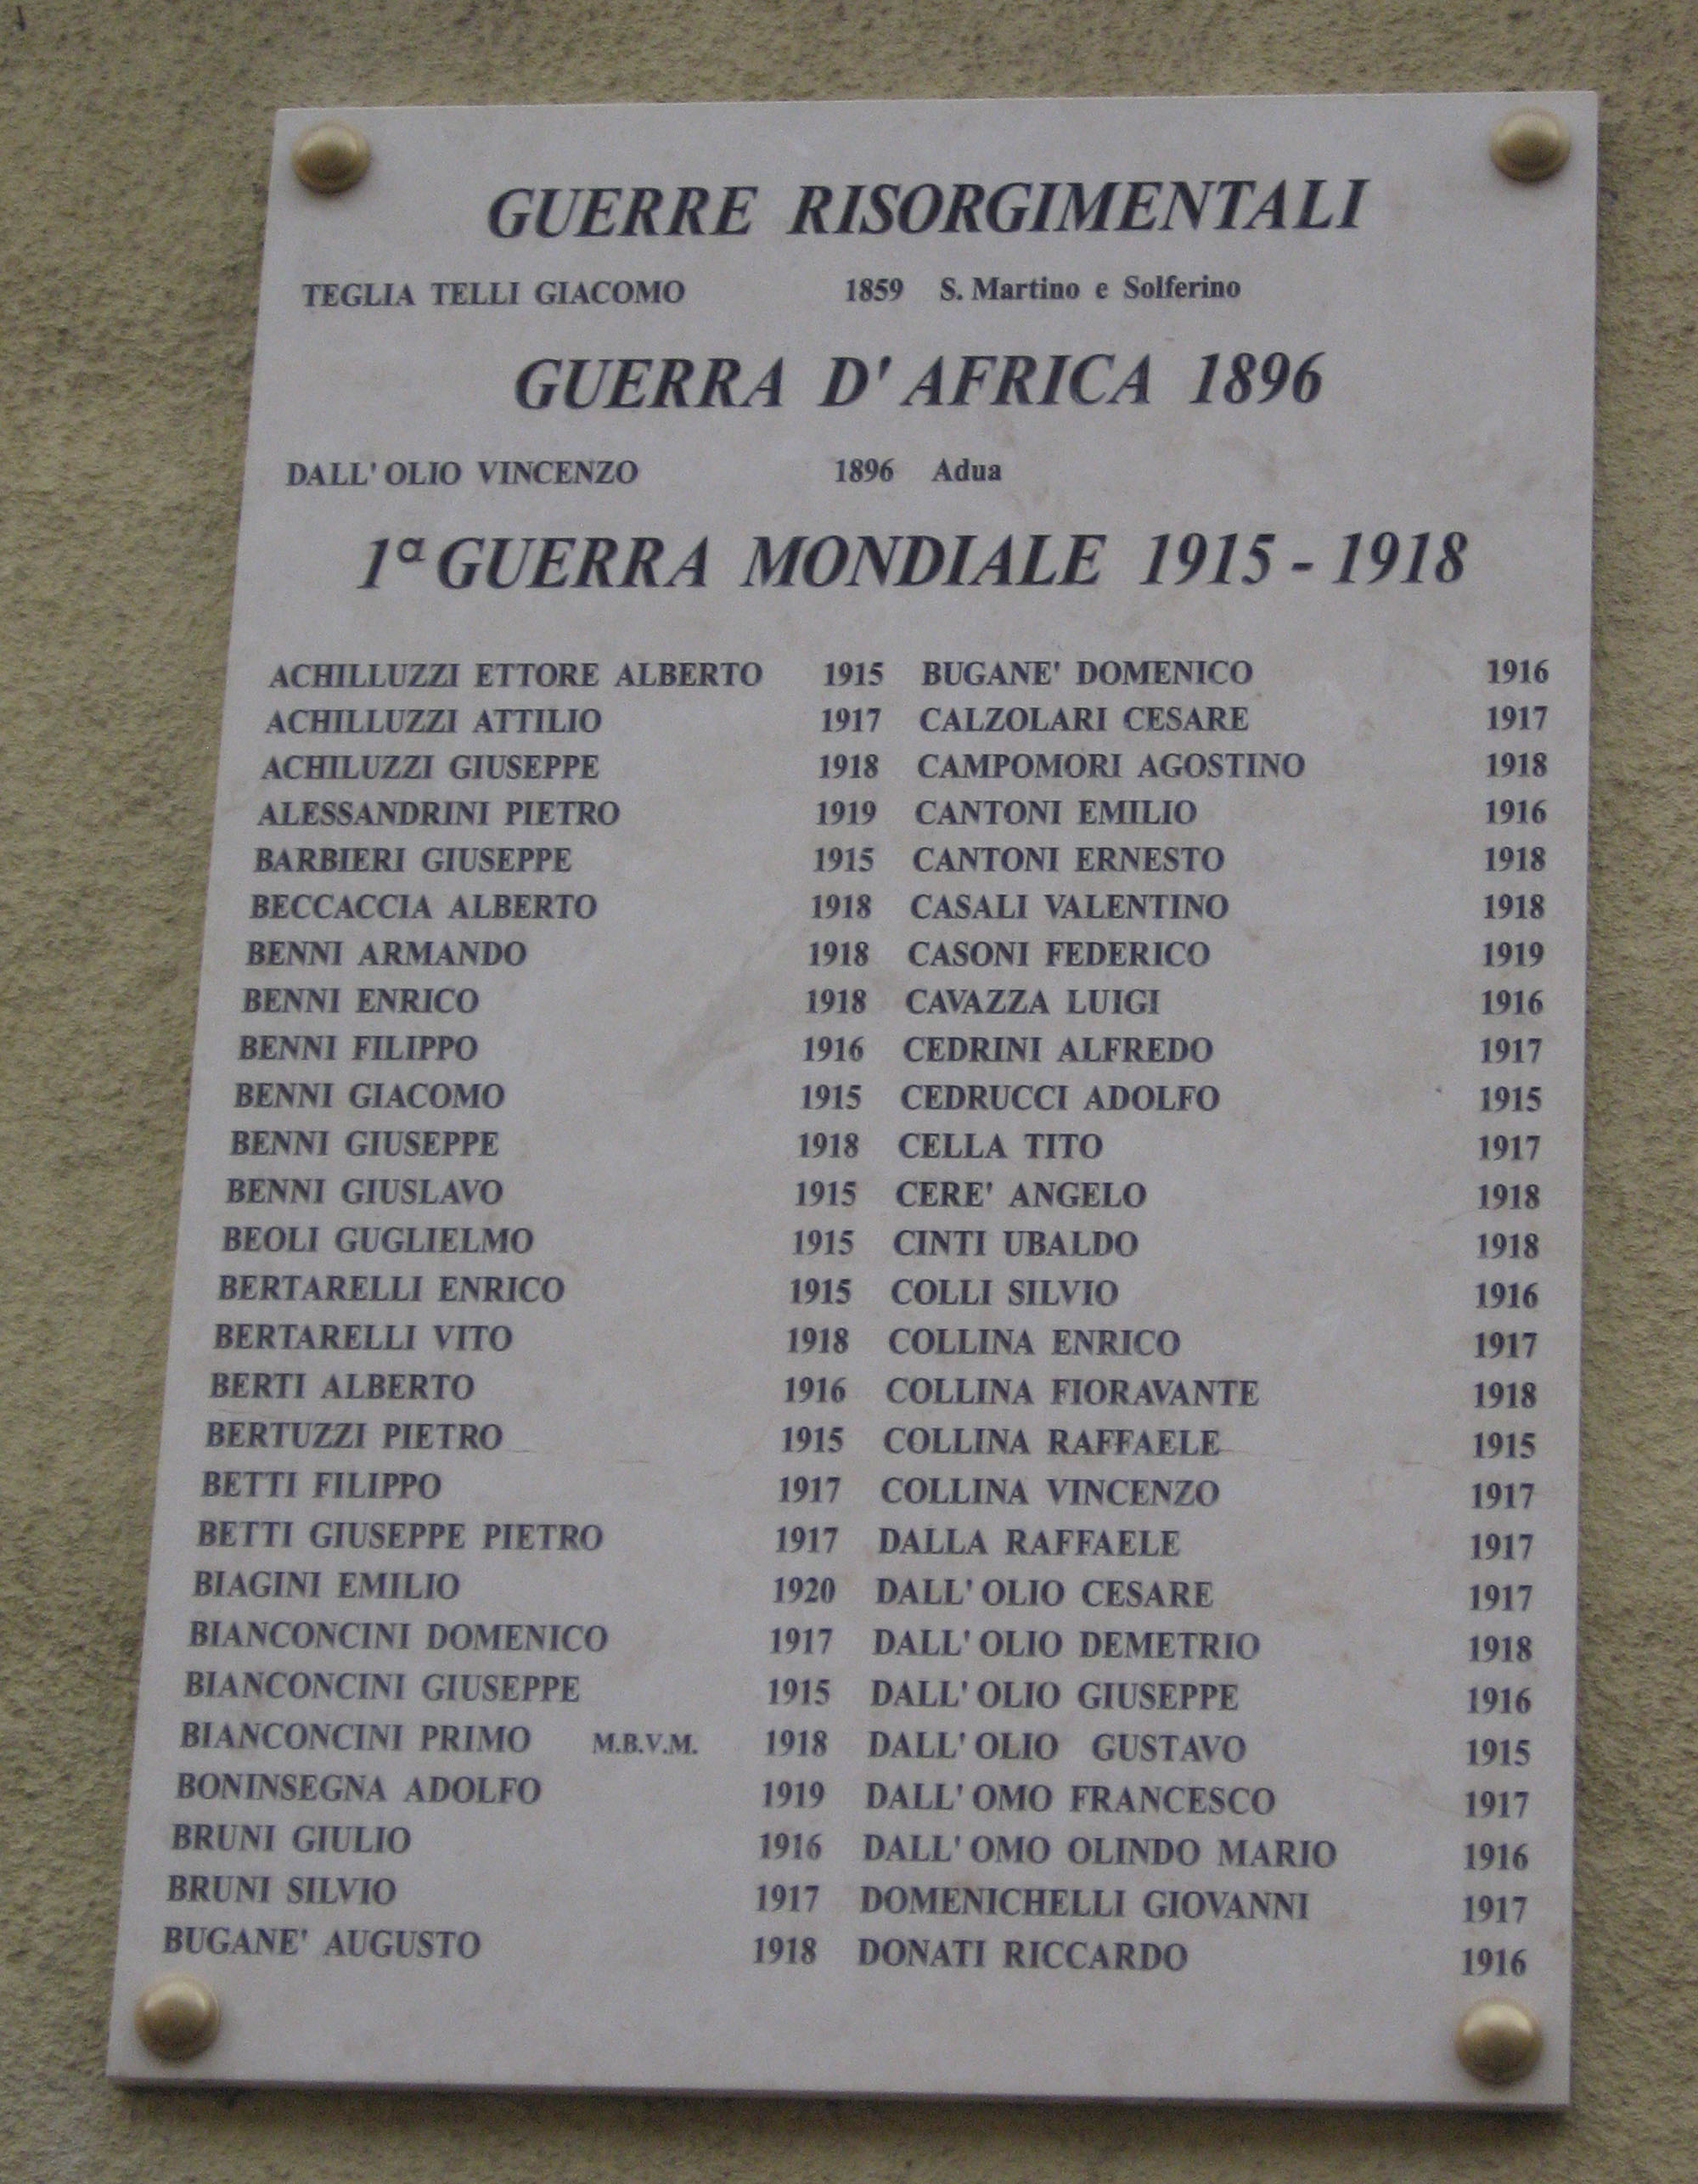 GUERRE RISORGIMENTALI
TEGLIA TELLI GIACOMO 1859 S. Martino e Solferino
GUERRA D' AFRICA 1896
DALL' OLIO VINCENZO 1896 Adua
1ª GUERRA MONDIALE 1915 - 1918
ACHILLUZZI ETTORE ALBERTO 1915 BUGANE' DOMENICO 1916
ACHILLUZZI ATTILIO 1917 CALZOLARI CESARE 1917
ACHILUZZI GIUSEPPE 1918 CAMPOMORI AGOSTINO 1918
ALESSANDRINI PIETRO 1919 CANTONI EMILIO 1916
BARBIERI GIUSEPPE 1915 CANTONI ERNESTO 1918
BECCACCIA ALBERTO 1918 CASALI VALENTINO 1918
BENNI ARMANDO 1918 CASONI FEDERICO 1919
BENNI ENRICO 1918 CAVAZZA LUIGI 1916
BENNI FILIPPO 1916 CEDRINI ALFREDO 1917
BENNI GIACOMO 1915 CEDRUCCI ADOLFO 1915
BENNI GIUSEPPE 1918 CELLA TITO 1917
BENNI GIUSLAVO 1915 CERE' ANGELO 1918
BEOLI GUGLIELMO 1915 CINTI UBALDO 1918
BERTARELLI ENRICO 1915 COLLI SILVIO 1916
BERTARELLI VITO 1918 COLLINA ENRICO 1917
BERTI ALBERTO 1916 COLLINA FIORAVANTE 1918
BERTUZZI PIETRO 1915 COLLINA RAFFAELE 1915
BETTI FILIPPO 1917 COLLINA VINCENZO 1917
BETTI GIUSEPPE PIETRO 1917 DALLA RAFFAELE 1917
BIAGINI EMILIO 1920 DALL' OLIO CESARE 1917
BIANCONCINI DOMENICO 1917 DALL' OLIO DEMETRIO 1918
BIANCONCINI GIUSEPPE 1915 DALL' OLIO GIUSEPPE 1916
BIANCONCINI PRIMO M.B.V.M. 1918 DALL' OLIO GUSTAVO 1915
BONINSEGNA ADOLFO 1919 DALL' OMO FRANCESCO 1917
BRUNI GIULIO 1916 DALL' OMO OLINDO MARIO 1916
BRUNI SILVIO 1917 DOMENICHELLI GIOVANNI 1917
BUGANE' AUGUSTO 1918 DONATI RICCARDO 1916